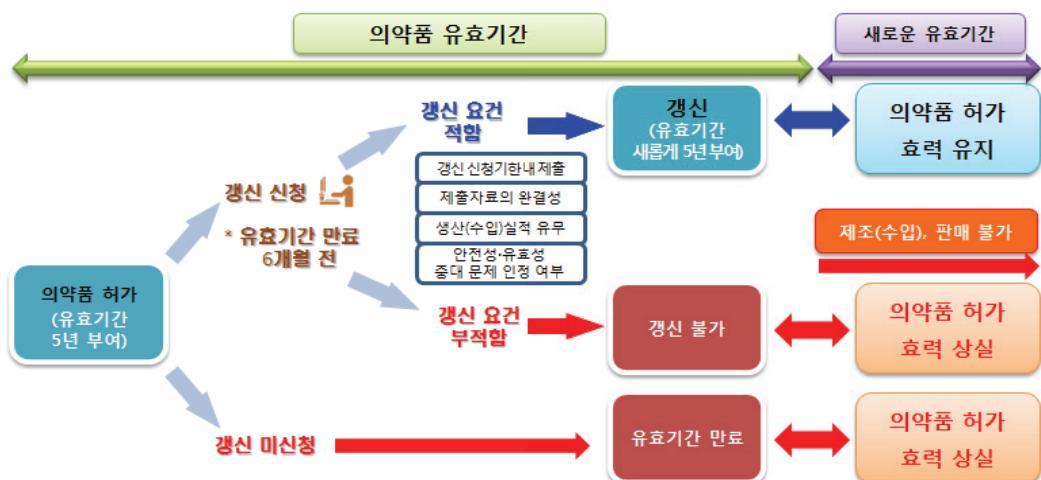 의약품 유효기간
새로운 유효기간
의약품 허가
(유효기간
5년 부여)
갱신 신청
* 유효기간 만료
6개월 전
갱신 요건
적합
갱신 신청기한내 제출
제출자료의 완결성
생산(수입)실적 유무
안전성·유효성
중대 문제 인정 여부
갱신
(유효기간
새롭게 5년 부여)
의약품 허가
효력 유지
제조(수입), 판매 불가
갱신 요건
부적합
갱신 불가
의약품 허가
효력 상실
갱신 미신청
유효기간 만료
의약품 허가
효력 상실